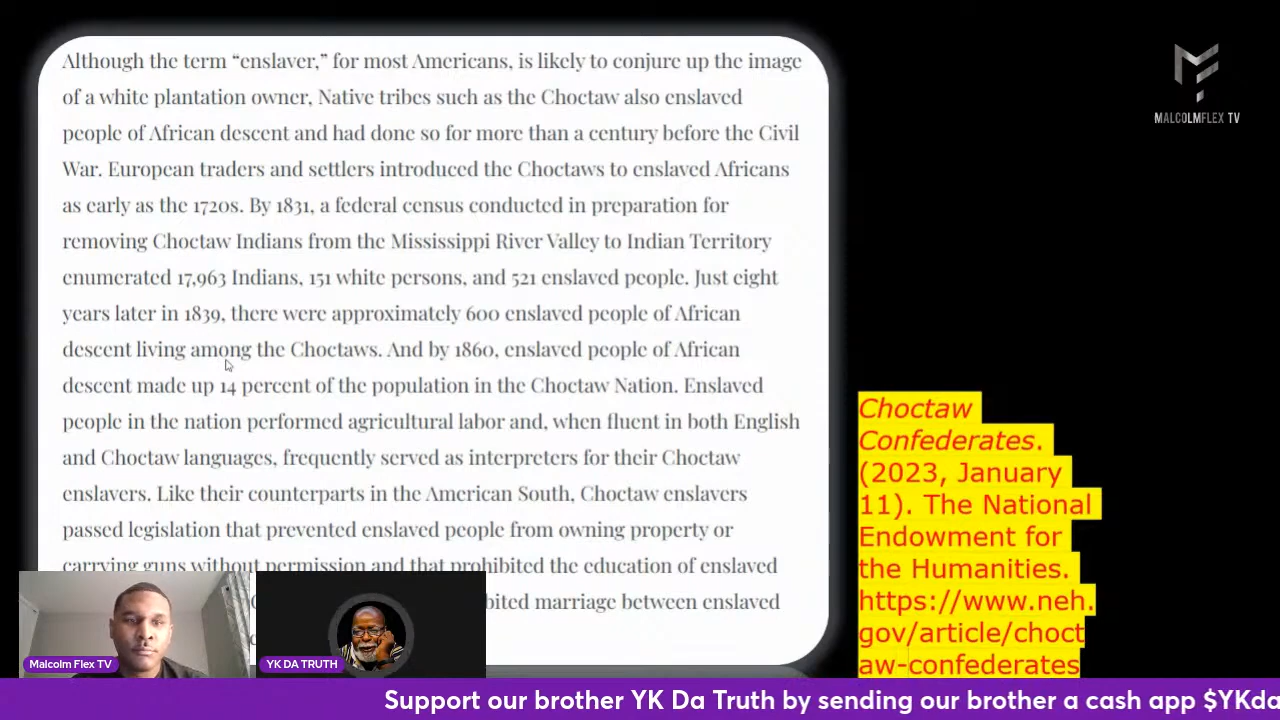 Although the term “enslaver,” for most Americans, is likely to conjure up the image
of a white plantation owner, Native tribes such as the Choctaw also enslaved
people of African descent and had done so for more than a century before the Civil
War. European traders and settlers introduced the Choctaws to enslaved Africans
as early as the 1720s. By 1831, a federal census conducted in preparation for
removing Choctaw Indians from the Mississippi River Valley to Indian Territory
enumerated 17,963 Indians, 151 white persons, and 521 enslaved people. Just eight
years later in 1839, there were approximately 600 enslaved people of African
descent living among the Choctaws. And by 1860, enslaved people of African
descent made up 14 percent of the population in the Choctaw Nation. Enslaved
people in the nation performed agricultural labor and, when fluent in both English
and Choctaw languages, frequently served as interpreters for their Choctaw
enslavers. Like their counterparts in the American South, Choctaw enslavers
passed legislation that prevented enslaved people from owning property or
carrying guns without permission and that prohibited the education of enslaved
marriage between enslaved
MALCOLMFLEX TV
Choctaw
Confederates.
(2023, January
11). The National
Endowment for
the Humanities.
https://www.neh.
gov/article/choct
aw-confederates
Malcolm Flex TV
YK DA TRUTH
Support our brother YK Da Truth by sending our brother a cash app